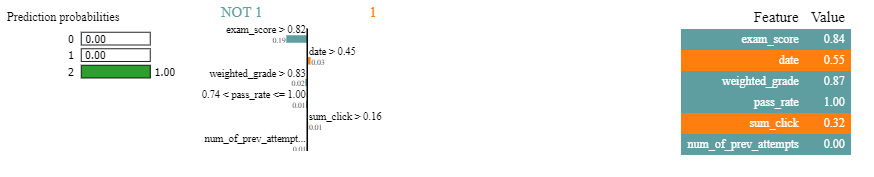 Prediction probabilities
0 0.00
1 0.00
2 1.00
NOT 1 1
exam_score > 0.82
0.19
date > 0.45
0.03
weighted_grade > 0.83
0.02
0.74 < pass_rate <= 1.00
0.01
sum_click > 0.16
0.01
num_of_prev_attempt...
0.01
Feature Value
exam_score 0.84
date 0.55
weighted_grade 0.87
pass_rate 1.00
sum_click 0.32
num_of_prev_attempts 0.00